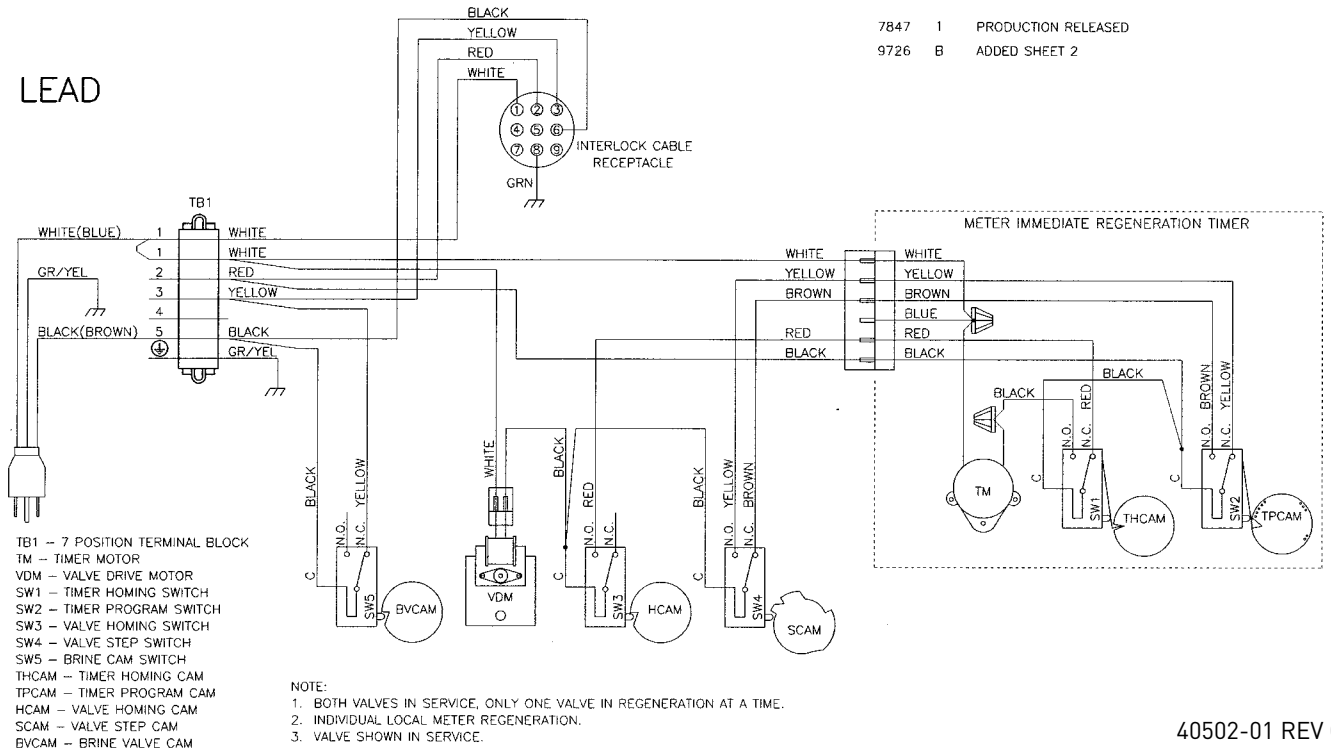 BLACK
YELLOW
RED
WHITE
7847 1 PRODUCTION RELEASED
9726 B ADDED SHEET 2
LEAD
1 2 3
4 5 6
7 8 9
INTERLOCK CABLE
RECEPTACLE
GRN
TB1
METER IMMEDIATE REGENERATION TIMER
WHITE(BLUE) 1 WHITE
1 WHITE
GR/YEL 2 RED
3 YELLOW
4
BLACK(BROWN) 5 BLACK
GR/YEL
WHITE WHITE
YELLOW YELLOW
BROWN BROWN
BLUE
RED RED
BLACK BLACK
BLACK
BLACK
RED
BROWN
YELLOW
N.O.
N.C.
N.O.
N.C.
C
C
TM
SW1
THCAM
SW2
TPCAM
BLACK
YELLOW
WHITE
BLACK
RED
YELLOW
BROWN
N.O.
N.C.
N.O.
N.C.
N.O.
N.C.
C
C
C
SW5
BVCAM
VDM
SW3
HCAM
SW4
SCAM
TB1 – 7 POSITION TERMINAL BLOCK
TM – TIMER MOTOR
VDM – VALVE DRIVE MOTOR
SW1 – TIMER HOMING SWITCH
SW2 – TIMER PROGRAM SWITCH
SW3 – VALVE HOMING SWITCH
SW4 – VALVE STEP SWITCH
SW5 – BRINE CAM SWITCH
THCAM – TIMER HOMING CAM
TPCAM – TIMER PROGRAM CAM
HCAM – VALVE HOMING CAM
SCAM – VALVE STEP CAM
BVCAM – BRINE VALVE CAM
NOTE:
1. BOTH VALVES IN SERVICE, ONLY ONE VALVE IN REGENERATION AT A TIME.
2. INDIVIDUAL LOCAL METER REGENERATION.
3. VALVE SHOWN IN SERVICE.
40502-01 REV